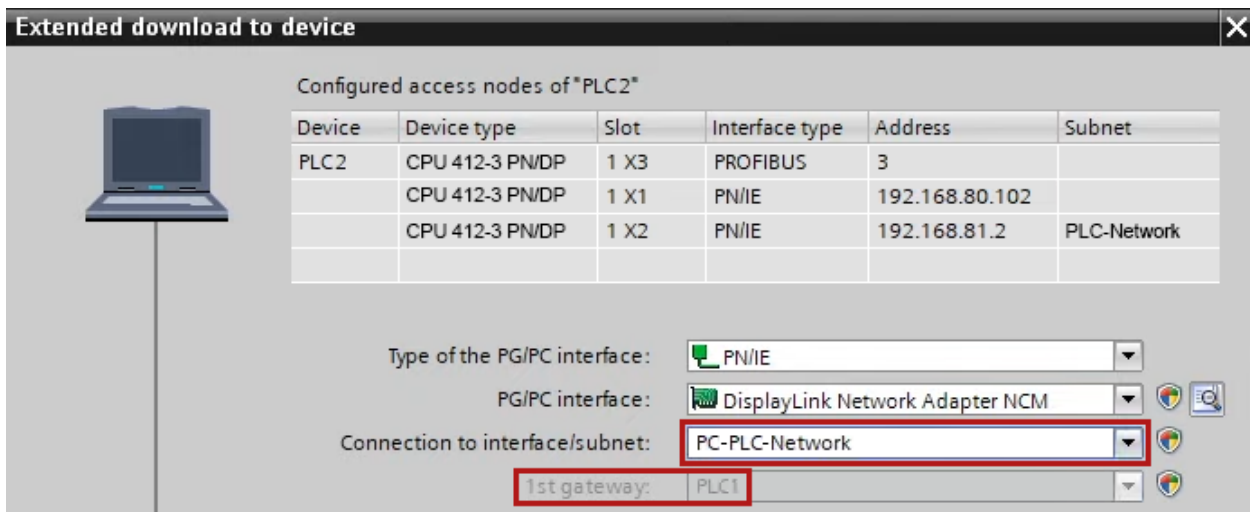 Extended download to device
Configured access nodes of "PLC2"
Device Device type Slot Interface type Address Subnet
PLC2 CPU 412-3 PN/DP 1 X3 PROFIBUS 3
CPU 412-3 PN/DP 1 X1 PN/IE 192.168.80.102
CPU 412-3 PN/DP 1 X2 PN/IE 192.168.81.2 PLC-Network
Type of the PG/PC interface: PN/IE
PG/PC interface: DisplayLink Network Adapter NCM
Connection to interface/subnet: PC-PLC-Network
1st gateway: PLC1